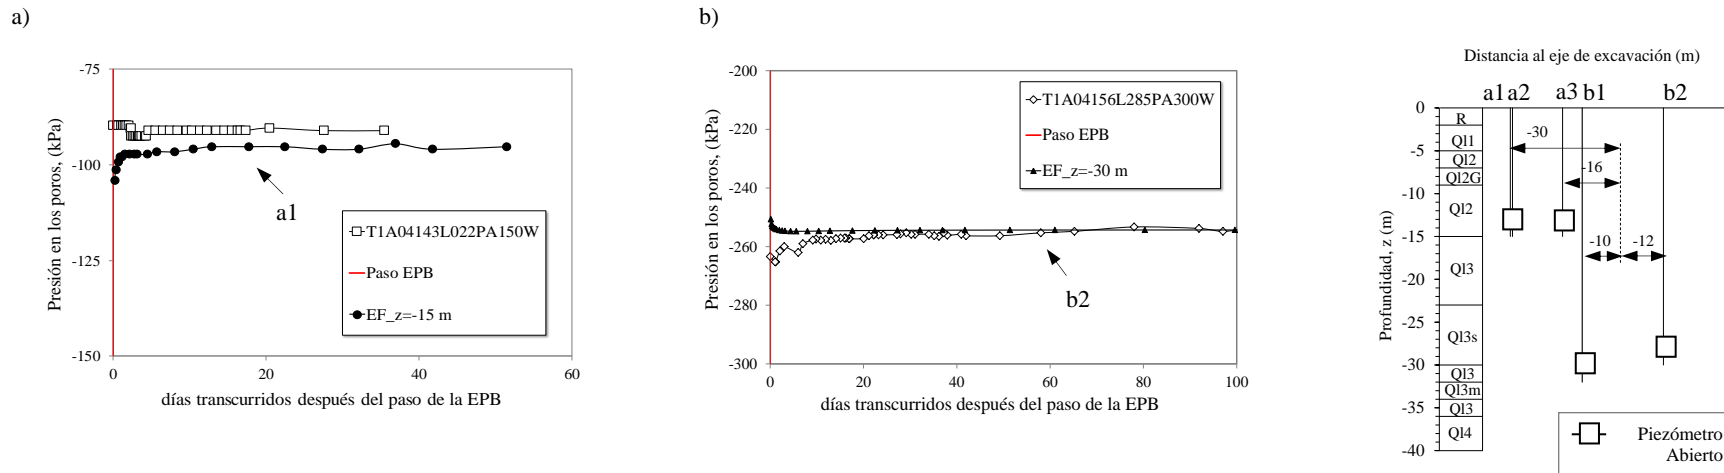 a)
-75
-100
-125
-150
0
20
40
60
Presión en los poros, (kPa)
días transcurridos después del paso de la EPB
a1
T1A04143L022PA150W
Paso EPB
EF_z=-15 m
b)
-200
-220
-240
-260
-280
-300
0
20
40
60
80
100
Presión en los poros, (kPa)
días transcurridos después del paso de la EPB
b2
T1A04156L285PA300W
Paso EPB
EF_z=-30 m
Distancia al eje de excavación (m)
a1 a2 a3 b1 b2
0
-5
-10
-15
-20
-25
-30
-35
-40
Profundidad, z (m)
R
Ql1
Ql2
Ql2G
Ql2
Ql3
Ql3s
Ql3
Ql3m
Ql3
Ql4
-30
-16
-10
-12
Piezómetro
Abierto